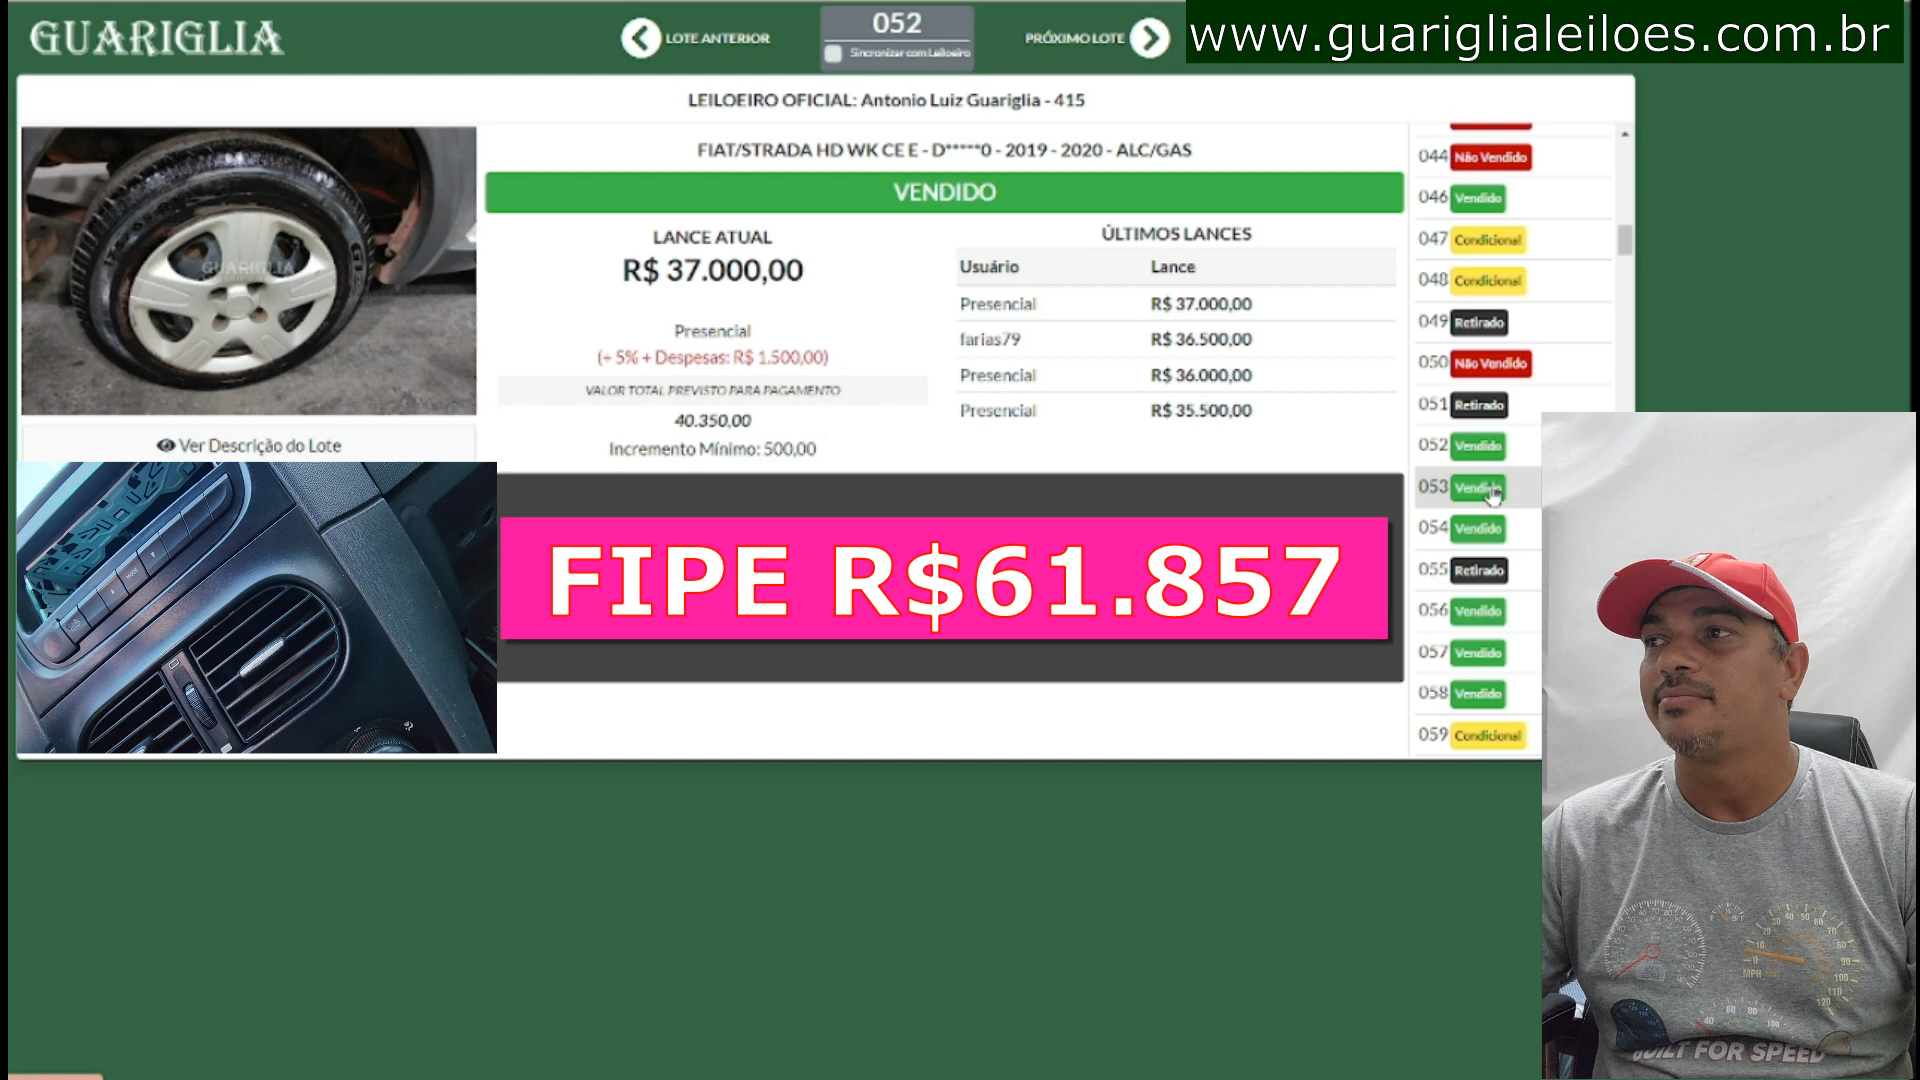 GUARIGLIA
LOTE ANTERIOR
052
Sincronizar com Leiloeiro
PRÓXIMO LOTE
www.guariglialeiloes.com.br
LEILOEIRO OFICIAL: Antonio Luiz Guariglia - 415
FIAT/STRADA HD WK CE E - D*****0 - 2019 - 2020 - ALC/GAS
VENDIDO
LANCE ATUAL
R$ 37.000,00
Presencial
(+ 5% + Despesas: R$ 1.500,00)
VALOR TOTAL PREVISTO PARA PAGAMENTO
40.350,00
Incremento Mínimo: 500,00
ÚLTIMOS LANCES
Usuário Lance
Presencial R$ 37.000,00
farias79 R$ 36.500,00
Presencial R$ 36.000,00
Presencial R$ 35.500,00
GUARIGLIA
Ver Descrição do Lote
FIPE R$61.857
044 Não Vendido
046 Vendido
047 Condicional
048 Condicional
049 Retirado
050 Não Vendido
051 Retirado
052 Vendido
053 Vendido
054 Vendido
055 Retirado
056 Vendido
057 Vendido
058 Vendido
059 Condicional
MPH
BUILT FOR SPEED